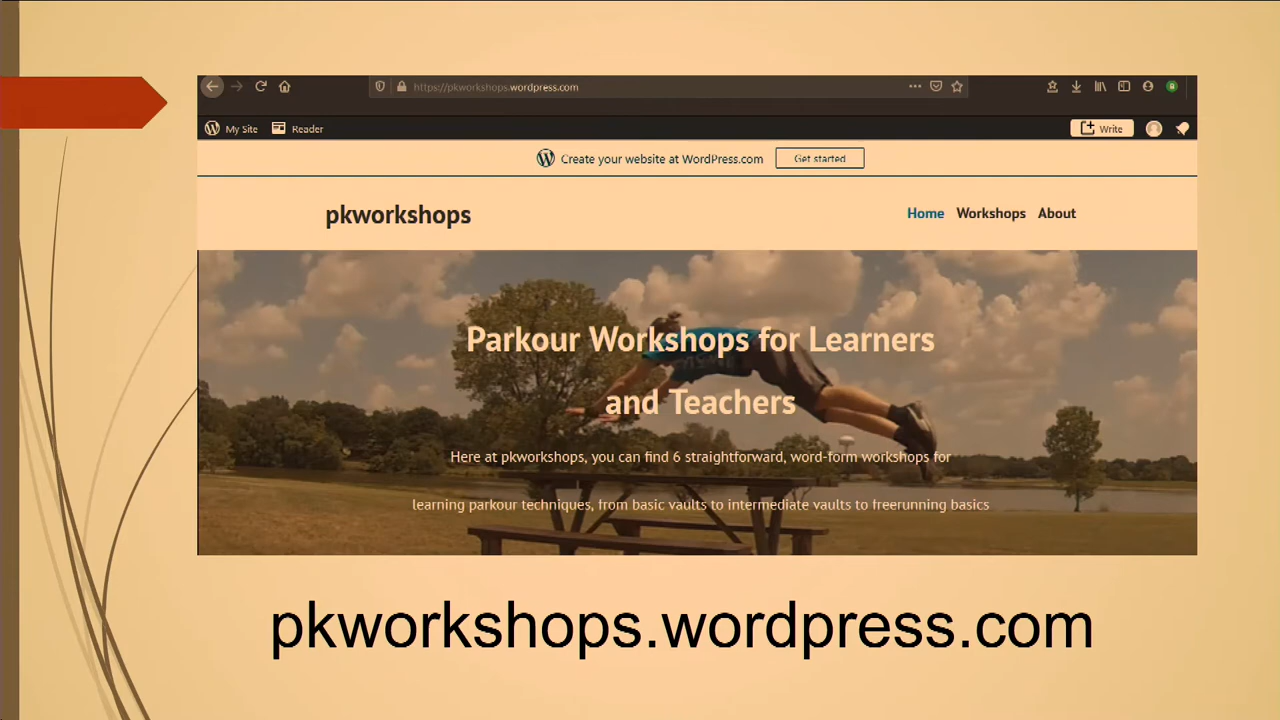 https://pkworkshops.wordpress.com
My Site Reader Write
Create your website at WordPress.com Get started
pkworkshops Home Workshops About
Parkour Workshops for Learners
and Teachers
Here at pkworkshops, you can find 6 straightforward, word-form workshops for
learning parkour techniques, from basic vaults to intermediate vaults to freerunning basics
pkworkshops.wordpress.com